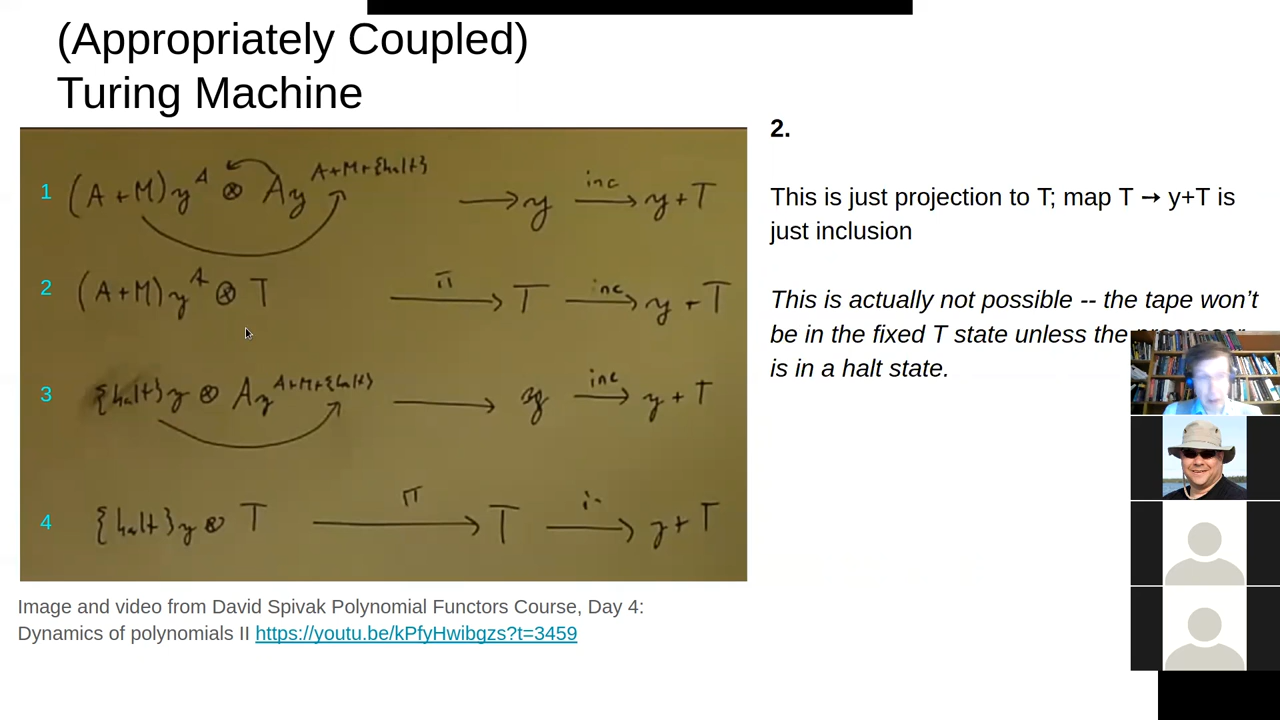 (Appropriately Coupled)
Turing Machine
1 (A+M)y^A ⊗ Ay^{A+M+{halt}} → y inc→ y+T
2 (A+M)y^A ⊗ T π→ T inc→ y+T
3 {halt}y ⊗ Ay^{A+M+{halt}} → y inc→ y+T
4 {halt}y ⊗ T π→ T in→ y+T
Image and video from David Spivak Polynomial Functors Course, Day 4:
Dynamics of polynomials II https://youtu.be/kPfyHwibgzs?t=3459
2.
This is just projection to T; map T → y+T is
just inclusion
This is actually not possible -- the tape won't
be in the fixed T state unless the
is in a halt state.